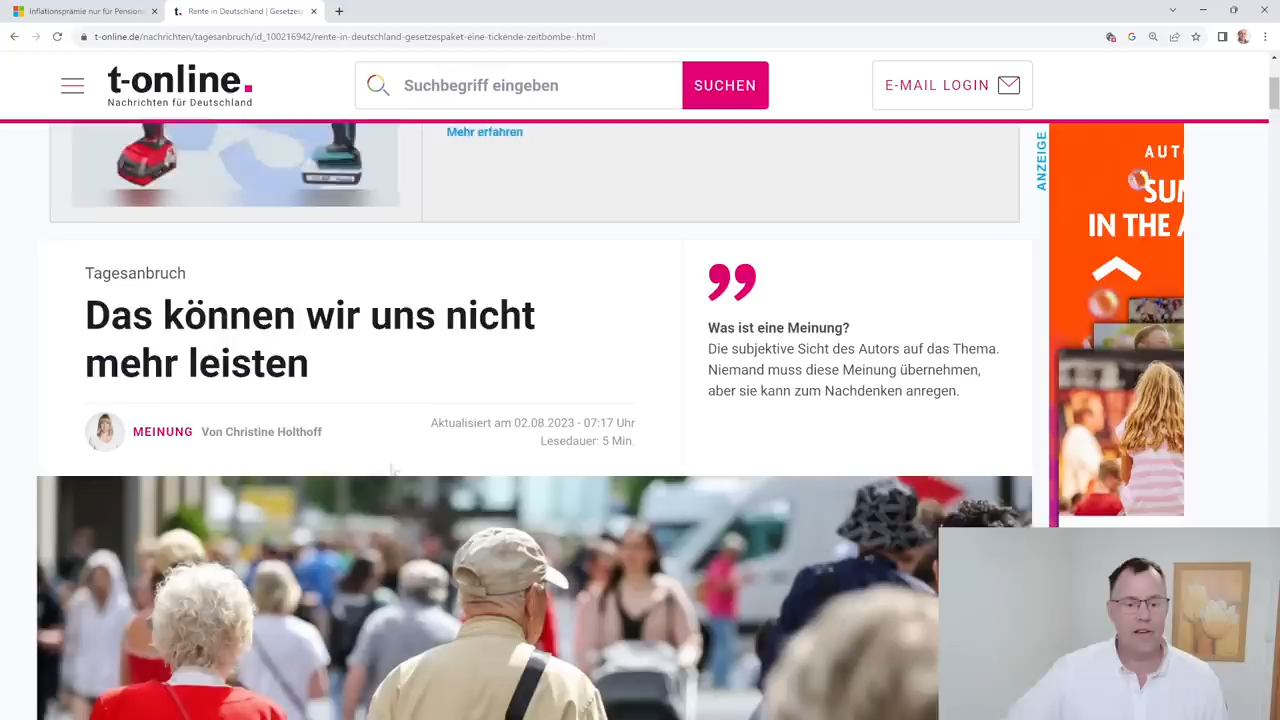 Inflationsprämie nur für Pension
Rente in Deutschland | Gesetzesp
t-online.de/nachrichten/tagesanbruch/id_100216942/rente-in-deutschland-gesetzespaket-eine-tickende-zeitbombe-.html
t-online.
Nachrichten für Deutschland
Suchbegriff eingeben
SUCHEN
E-MAIL LOGIN
Mehr erfahren
ANZEIGE
AUTO
SUM
IN THE A
Tagesanbruch
Das können wir uns nicht
mehr leisten
MEINUNG Von Christine Holthoff
Aktualisiert am 02.08.2023 - 07:17 Uhr
Lesedauer: 5 Min.
Was ist eine Meinung?
Die subjektive Sicht des Autors auf das Thema.
Niemand muss diese Meinung übernehmen,
aber sie kann zum Nachdenken anregen.